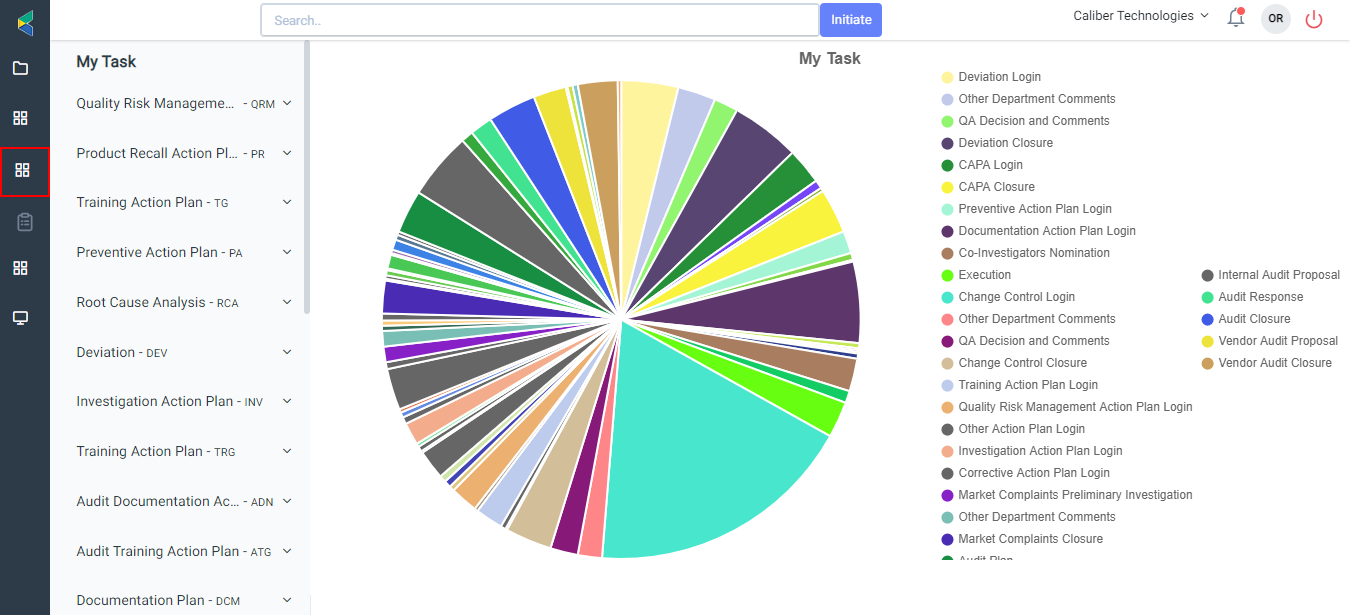 Search..
Initiate
Caliber Technologies
OR
My Task
Quality Risk Manageme... - QRM
Product Recall Action Pl... - PR
Training Action Plan - TG
Preventive Action Plan - PA
Root Cause Analysis - RCA
Deviation - DEV
Investigation Action Plan - INV
Training Action Plan - TRG
Audit Documentation Ac... - ADN
Audit Training Action Plan - ATG
Documentation Plan - DCM
My Task
Deviation Login
Other Department Comments
QA Decision and Comments
Deviation Closure
CAPA Login
CAPA Closure
Preventive Action Plan Login
Documentation Action Plan Login
Co-Investigators Nomination
Execution
Change Control Login
Other Department Comments
QA Decision and Comments
Change Control Closure
Training Action Plan Login
Quality Risk Management Action Plan Login
Other Action Plan Login
Investigation Action Plan Login
Corrective Action Plan Login
Market Complaints Preliminary Investigation
Other Department Comments
Market Complaints Closure
Audit Plan
Internal Audit Proposal
Audit Response
Audit Closure
Vendor Audit Proposal
Vendor Audit Closure